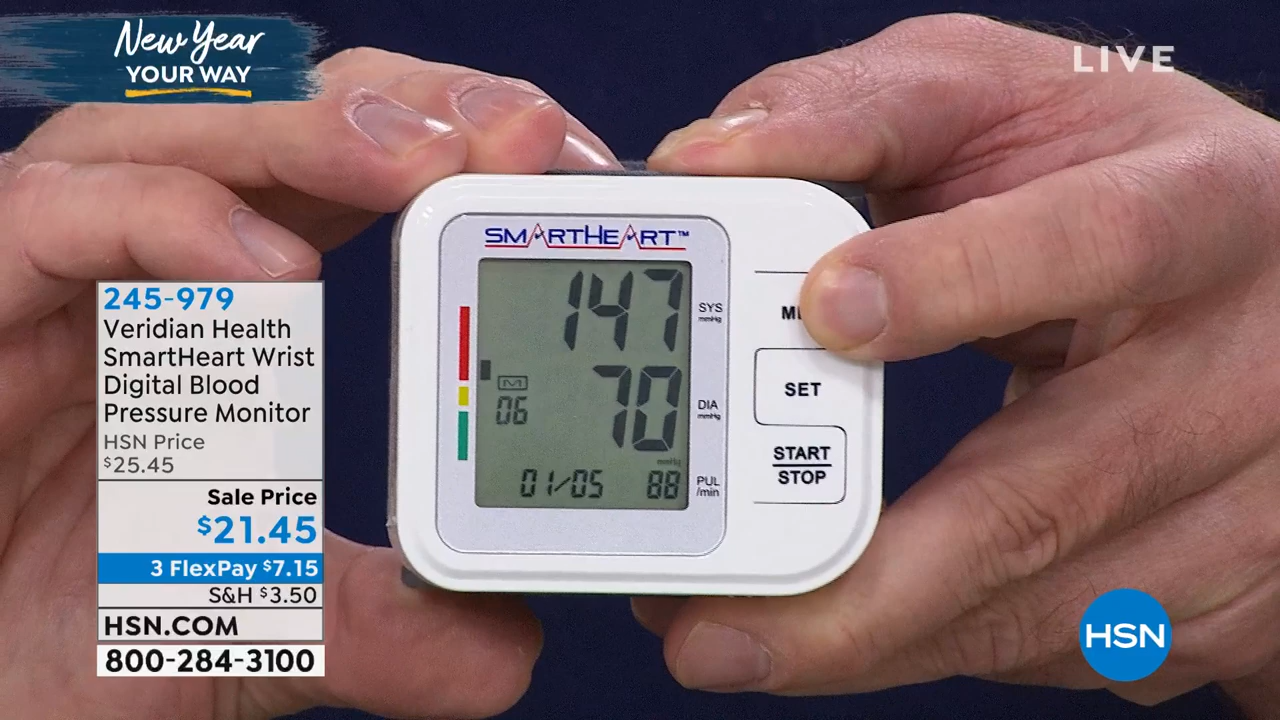 New Year
YOUR WAY
LIVE
245-979
Veridian Health
SmartHeart Wrist
Digital Blood
Pressure Monitor
HSN Price
$25.45
Sale Price
$21.45
3 FlexPay $7.15
S&H $3.50
HSN.COM
800-284-3100
SMARTHEART™
147
SYS
mmHg
M
06
70
DIA
mmHg
mmHg
01/05
88
PUL
/min
SET
START
STOP
HSN